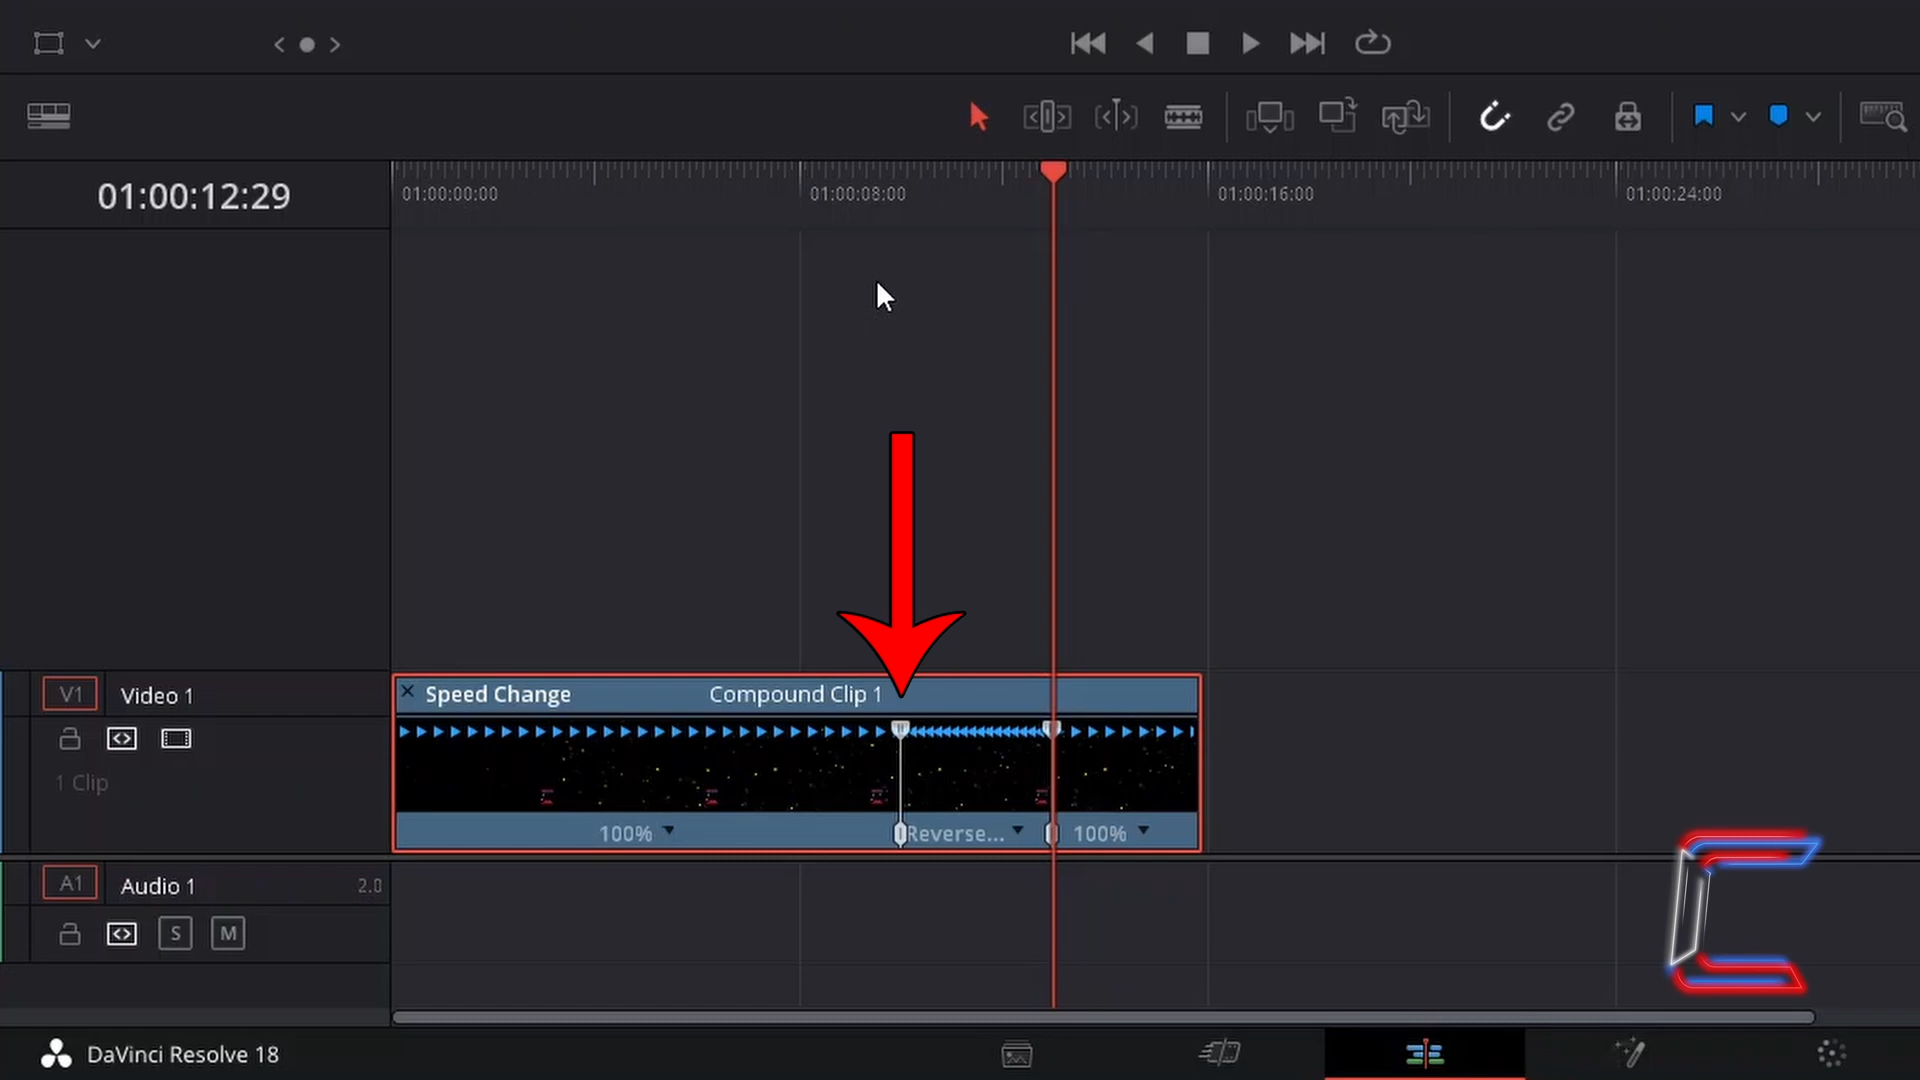 01:00:12:29
01:00:00:00
01:00:08:00
01:00:16:00
01:00:24:00
V1 Video 1
1 Clip
Speed Change
Compound Clip 1
100%
Reverse...
100%
A1 Audio 1 2.0
S M
DaVinci Resolve 18